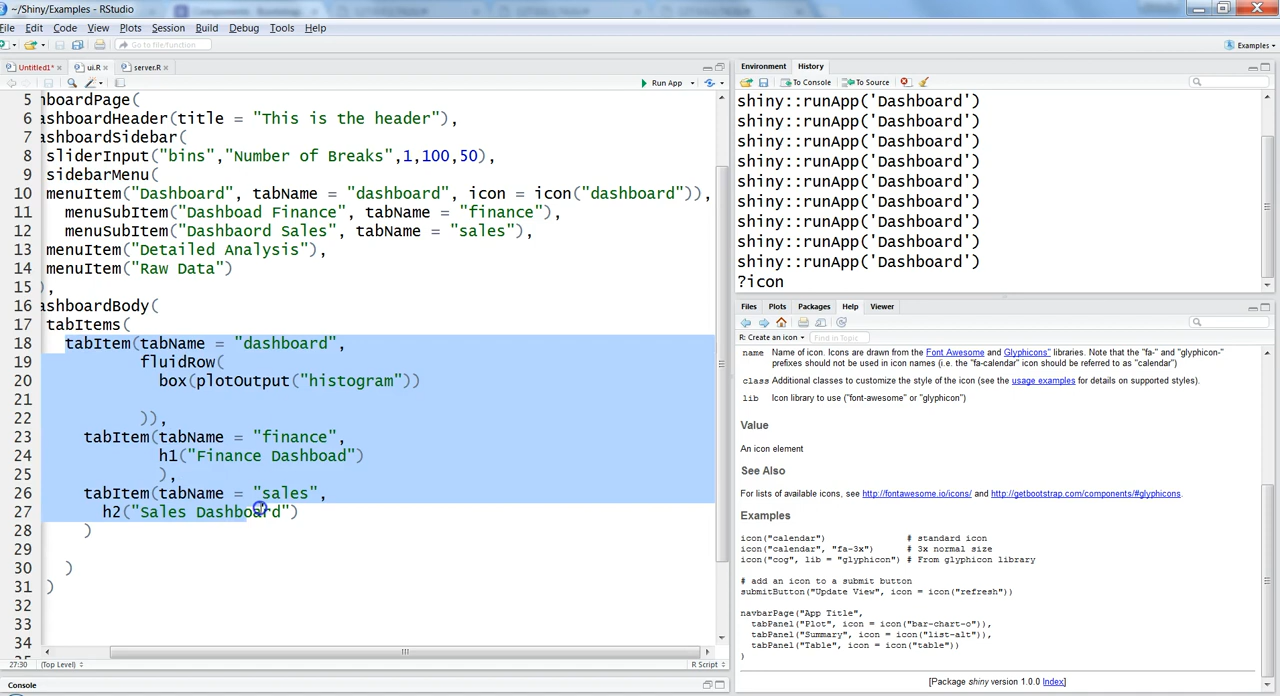 ~/Shiny/Examples - RStudio
File Edit Code View Plots Session Build Debug Tools Help
Go to file/function
Examples
Untitled1* ui.R server.R
Run App
5 hboardPage(
6 ashboardHeader(title = "This is the header"),
7 ashboardSidebar(
8 sliderInput("bins","Number of Breaks",1,100,50),
9 sidebarMenu(
10 menuItem("Dashboard", tabName = "dashboard", icon = icon("dashboard")),
11 menuSubItem("Dashboad Finance", tabName = "finance"),
12 menuSubItem("Dashbaord Sales", tabName = "sales"),
13 menuItem("Detailed Analysis"),
14 menuItem("Raw Data")
15 ),
16 ashboardBody(
17 tabItems(
18 tabItem(tabName = "dashboard",
19 fluidRow(
20 box(plotOutput("histogram"))
21
22 )),
23 tabItem(tabName = "finance",
24 h1("Finance Dashboad")
25 ),
26 tabItem(tabName = "sales",
27 h2("Sales Dashboard")
28 )
29
30 )
31 )
32
33
34
27:30 (Top Level) R Script
Console
Environment History
To Console To Source
shiny::runApp('Dashboard')
shiny::runApp('Dashboard')
shiny::runApp('Dashboard')
shiny::runApp('Dashboard')
shiny::runApp('Dashboard')
shiny::runApp('Dashboard')
shiny::runApp('Dashboard')
shiny::runApp('Dashboard')
shiny::runApp('Dashboard')
?icon
Files Plots Packages Help Viewer
R: Create an icon Find in Topic
name Name of icon. Icons are drawn from the Font Awesome and Glyphicons" libraries. Note that the "fa-" and "glyphicon-"
prefixes should not be used in icon names (i.e. the "fa-calendar" icon should be referred to as "calendar")
class Additional classes to customize the style of the icon (see the usage examples for details on supported styles).
lib Icon library to use ("font-awesome" or "glyphicon")
Value
An icon element
See Also
For lists of available icons, see http://fontawesome.io/icons/ and http://getbootstrap.com/components/#glyphicons.
Examples
icon("calendar") # standard icon
icon("calendar", "fa-3x") # 3x normal size
icon("cog", lib = "glyphicon") # From glyphicon library
# add an icon to a submit button
submitButton("Update View", icon = icon("refresh"))
navbarPage("App Title",
tabPanel("Plot", icon = icon("bar-chart-o")),
tabPanel("Summary", icon = icon("list-alt")),
tabPanel("Table", icon = icon("table"))
)
[Package shiny version 1.0.0 Index]